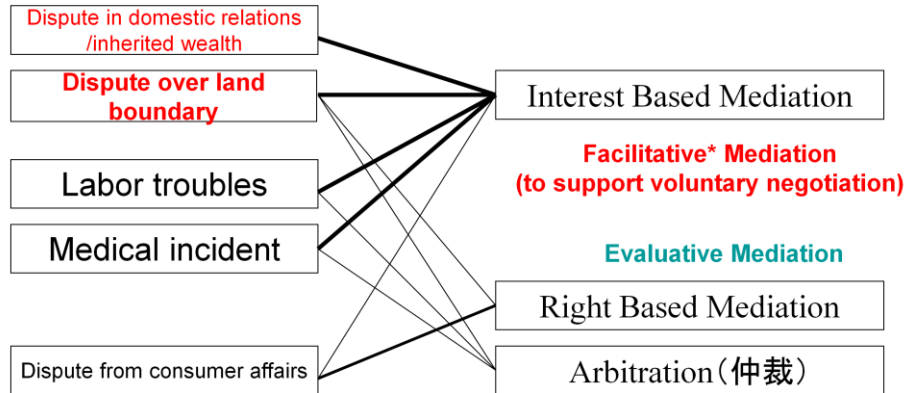 Dispute in domestic relations
/inherited wealth
Dispute over land
boundary
Labor troubles
Medical incident
Dispute from consumer affairs
Interest Based Mediation
Facilitative* Mediation
(to support voluntary negotiation)
Evaluative Mediation
Right Based Mediation
Arbitration(仲裁)